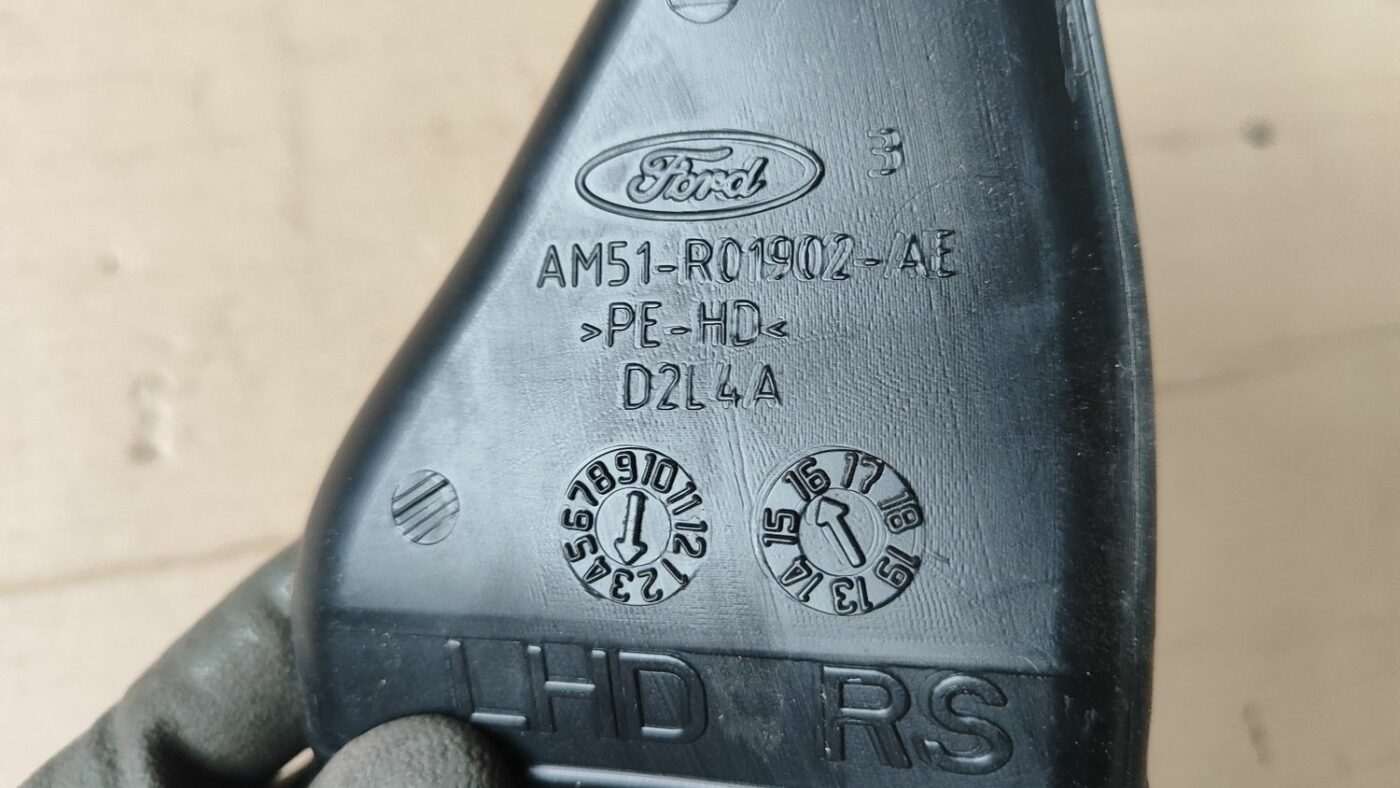 Ford
3
AM51-R01902-AE
>PE-HD<
D2L4A
1 2 3 4 5 6 7 8 9 10 11 12
13 14 15 16 17 18 19
LHD RS